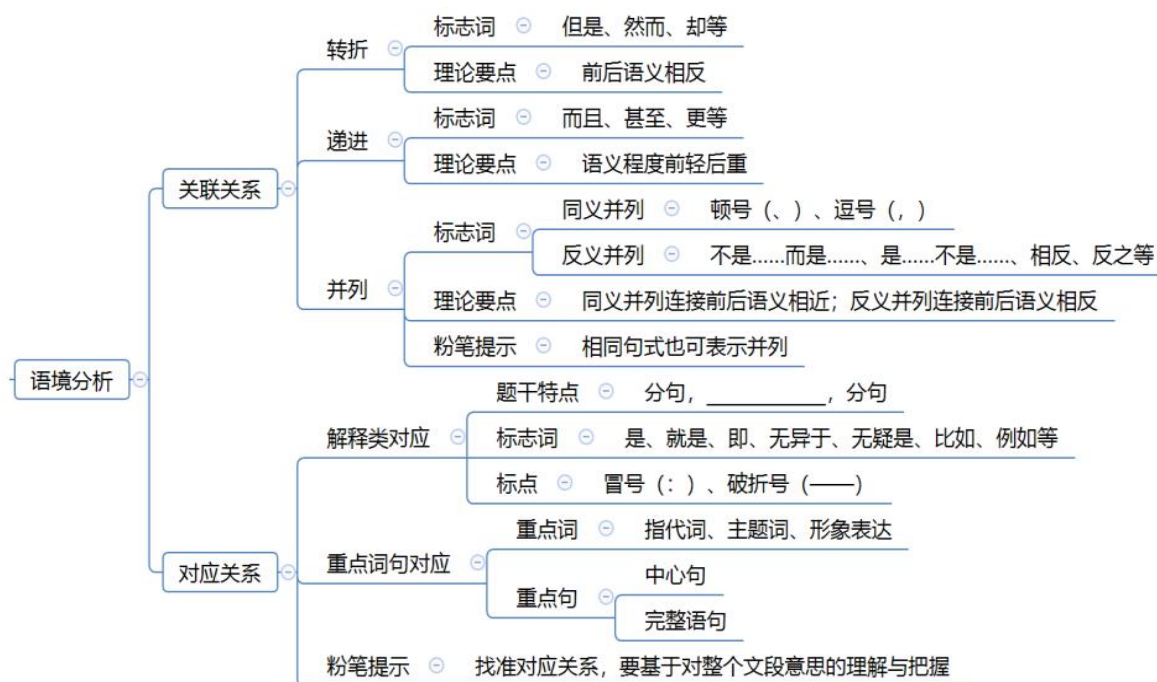 语境分析
关联关系
转折
标志词 但是、然而、却等
理论要点 前后语义相反
递进
标志词 而且、甚至、更等
理论要点 语义程度前轻后重
并列
标志词
同义并列 顿号（、）、逗号（，）
反义并列 不是......而是......、是......不是......、相反、反之等
理论要点 同义并列连接前后语义相近；反义并列连接前后语义相反
粉笔提示 相同句式也可表示并列
对应关系
解释类对应
题干特点 分句，____________，分句
标志词 是、就是、即、无异于、无疑是、比如、例如等
标点 冒号（：）、破折号（——）
重点词句对应
重点词 指代词、主题词、形象表达
重点句
中心句
完整语句
粉笔提示 找准对应关系，要基于对整个文段意思的理解与把握